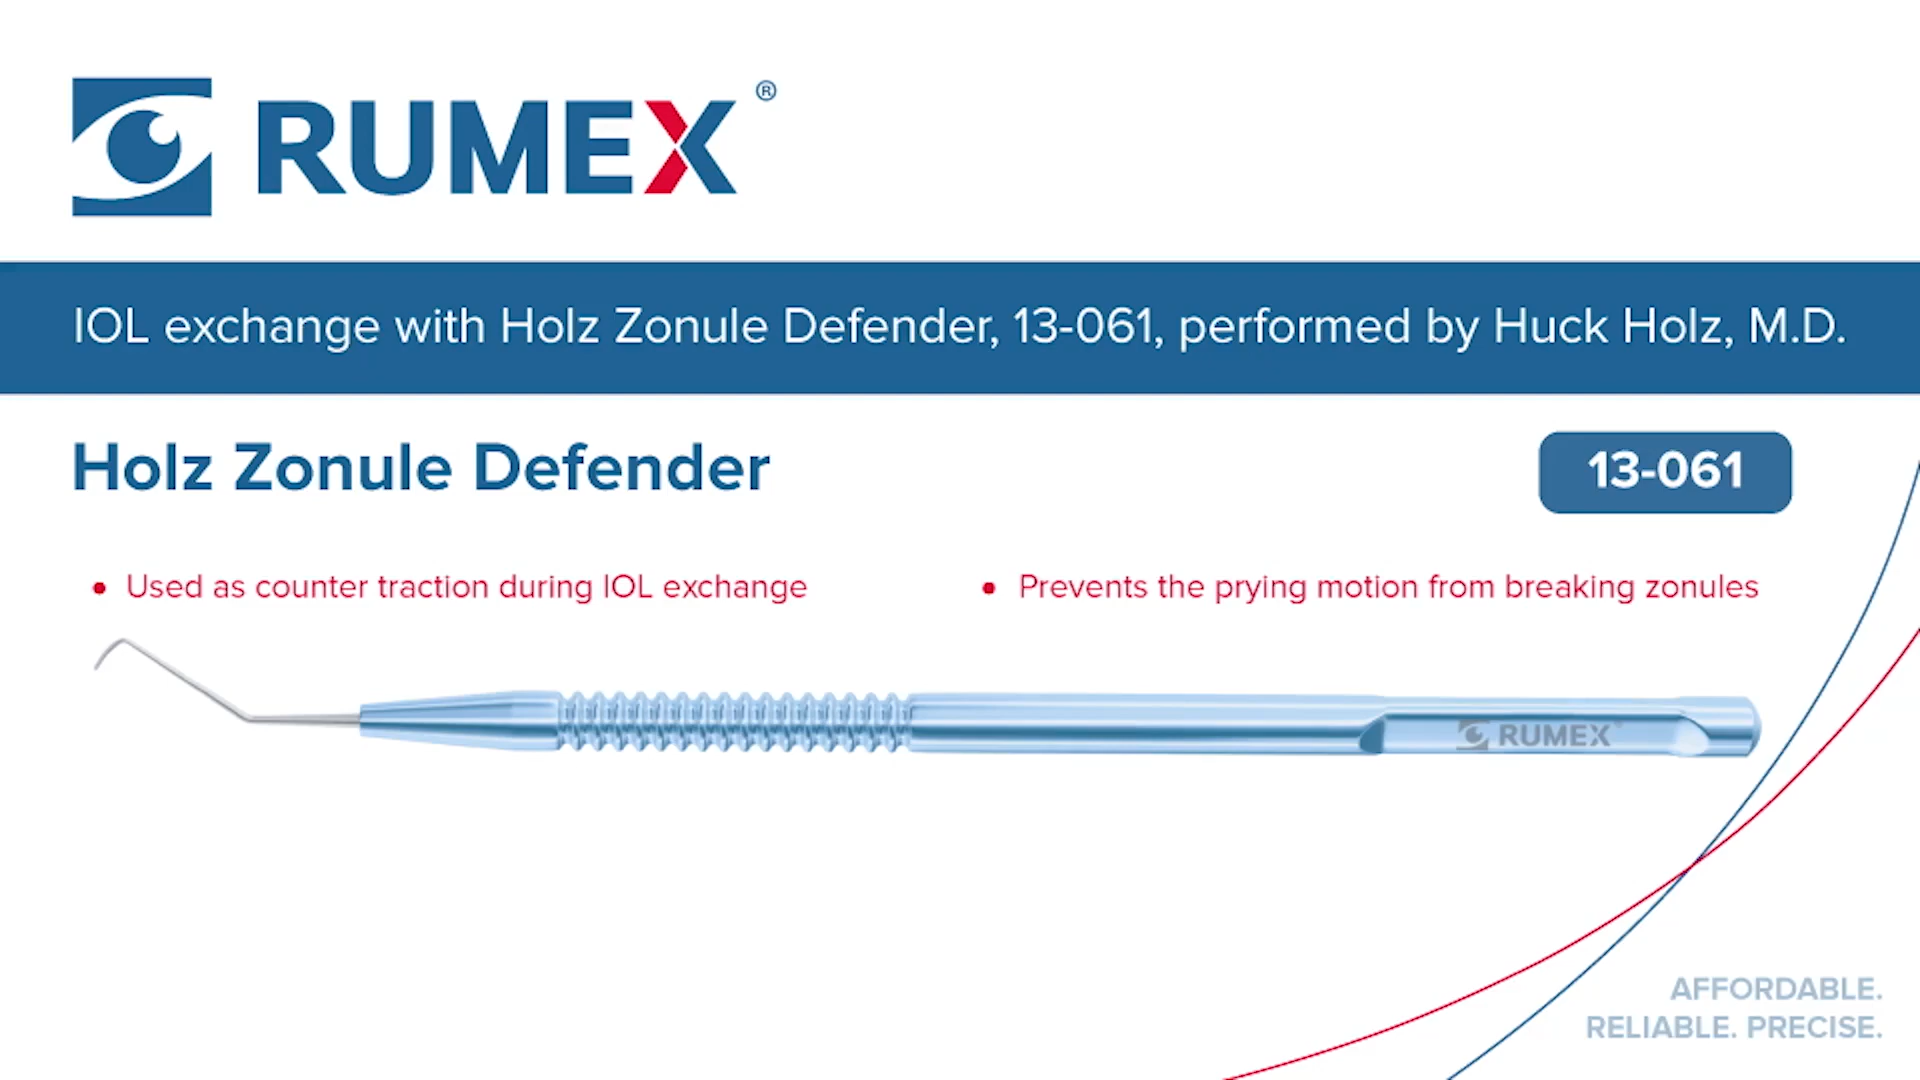 RUMEX®
IOL exchange with Holz Zonule Defender, 13-061, performed by Huck Holz, M.D.
Holz Zonule Defender
13-061
• Used as counter traction during IOL exchange
• Prevents the prying motion from breaking zonules
RUMEX
AFFORDABLE.
RELIABLE. PRECISE.